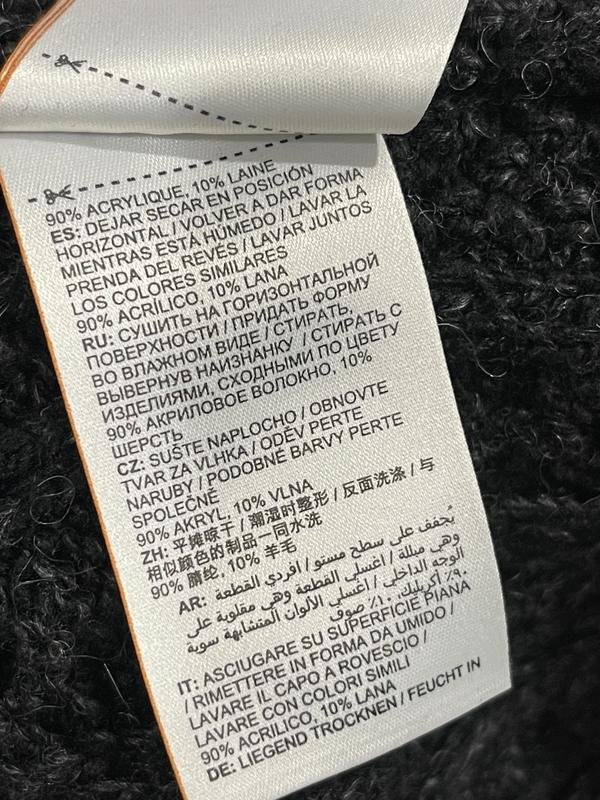 90% ACRYLIQUE, 10% LAINE
ES: DEJAR SECAR EN POSICIÓN
HORIZONTAL / VOLVER A DAR FORMA
MIENTRAS ESTÁ HÚMEDO / LAVAR LA
PRENDA DEL REVÉS / LAVAR JUNTOS
LOS COLORES SIMILARES
90% ACRÍLICO, 10% LANA
RU: СУШИТЬ НА ГОРИЗОНТАЛЬНОЙ
ПОВЕРХНОСТИ / ПРИДАТЬ ФОРМУ
ВО ВЛАЖНОМ ВИДЕ / СТИРАТЬ,
ВЫВЕРНУВ НАИЗНАНКУ / СТИРАТЬ С
ИЗДЕЛИЯМИ, СХОДНЫМИ ПО ЦВЕТУ
90% АКРИЛОВОЕ ВОЛОКНО, 10%
ШЕРСТЬ
CZ: SUŠTE NAPLOCHO / OBNOVTE
TVAR ZA VLHKA / ODĚV PERTE
NARUBY / PODOBNÉ BARVY PERTE
SPOLEČNĚ
90% AKRYL, 10% VLNA
ZH: 平摊晾干 / 潮湿时整形 / 反面洗涤 / 与
相似颜色的制品一同水洗
90% 腈纶, 10% 羊毛
AR: يُجفف على سطح مستو / افردي القطعة
وهي مبللة / اغسلي القطعة وهي مقلوبة على
الوجه الداخلي / اغسلي الألوان المتشابهة سوية
٩٠٪ أكريليك, ١٠٪ صوف
IT: ASCIUGARE SU SUPERFICIE PIANA
/ RIMETTERE IN FORMA DA UMIDO /
LAVARE IL CAPO A ROVESCIO /
LAVARE CON COLORI SIMILI
90% ACRILICO, 10% LANA
DE: LIEGEND TROCKNEN / FEUCHT IN